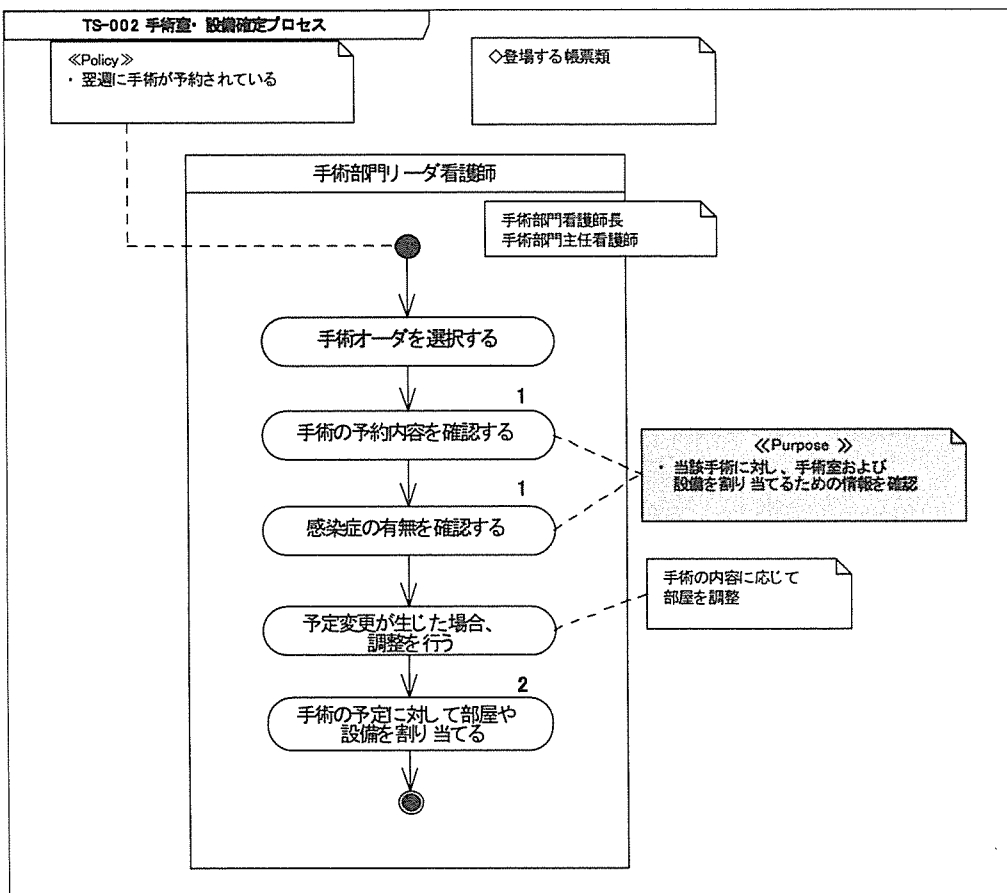 TS-002 手術室・設備確定プロセス
≪Policy≫
・ 翌週に手術が予約されている
◇登場する帳票類
手術部門リーダ看護師
手術部門看護師長
手術部門主任看護師
手術オーダを選択する
1
手術の予約内容を確認する
≪Purpose ≫
・ 当該手術に対し、手術室および
設備を割り当てるための情報を確認
1
感染症の有無を確認する
手術の内容に応じて
部屋を調整
予定変更が生じた場合、
調整を行う
2
手術の予定に対して部屋や
設備を割り当てる